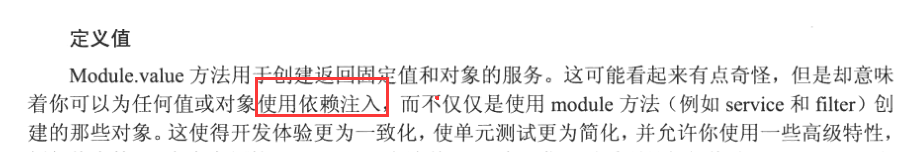 定义值
Module.value 方法用于创建返回固定值和对象的服务。这可能看起来有点奇怪，但是却意味
着你可以为任何值或对象使用依赖注入，而不仅仅是使用 module 方法（例如 service 和 filter）创
建的那些对象。这使得开发体验更为一致化，使单元测试更为简化，并允许你使用一些高级特性，